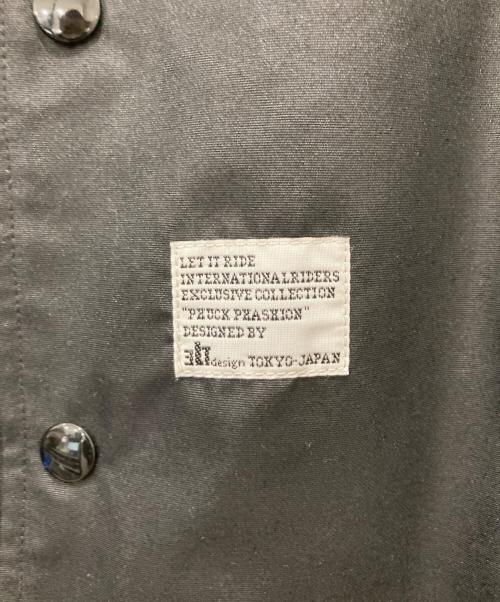 LET IT RIDE
INTERNATIONALRIDERS
EXCLUSIVE COLLECTION
"PHUCK PHASHION"
DESIGNED BY
design TOKYO-JAPAN